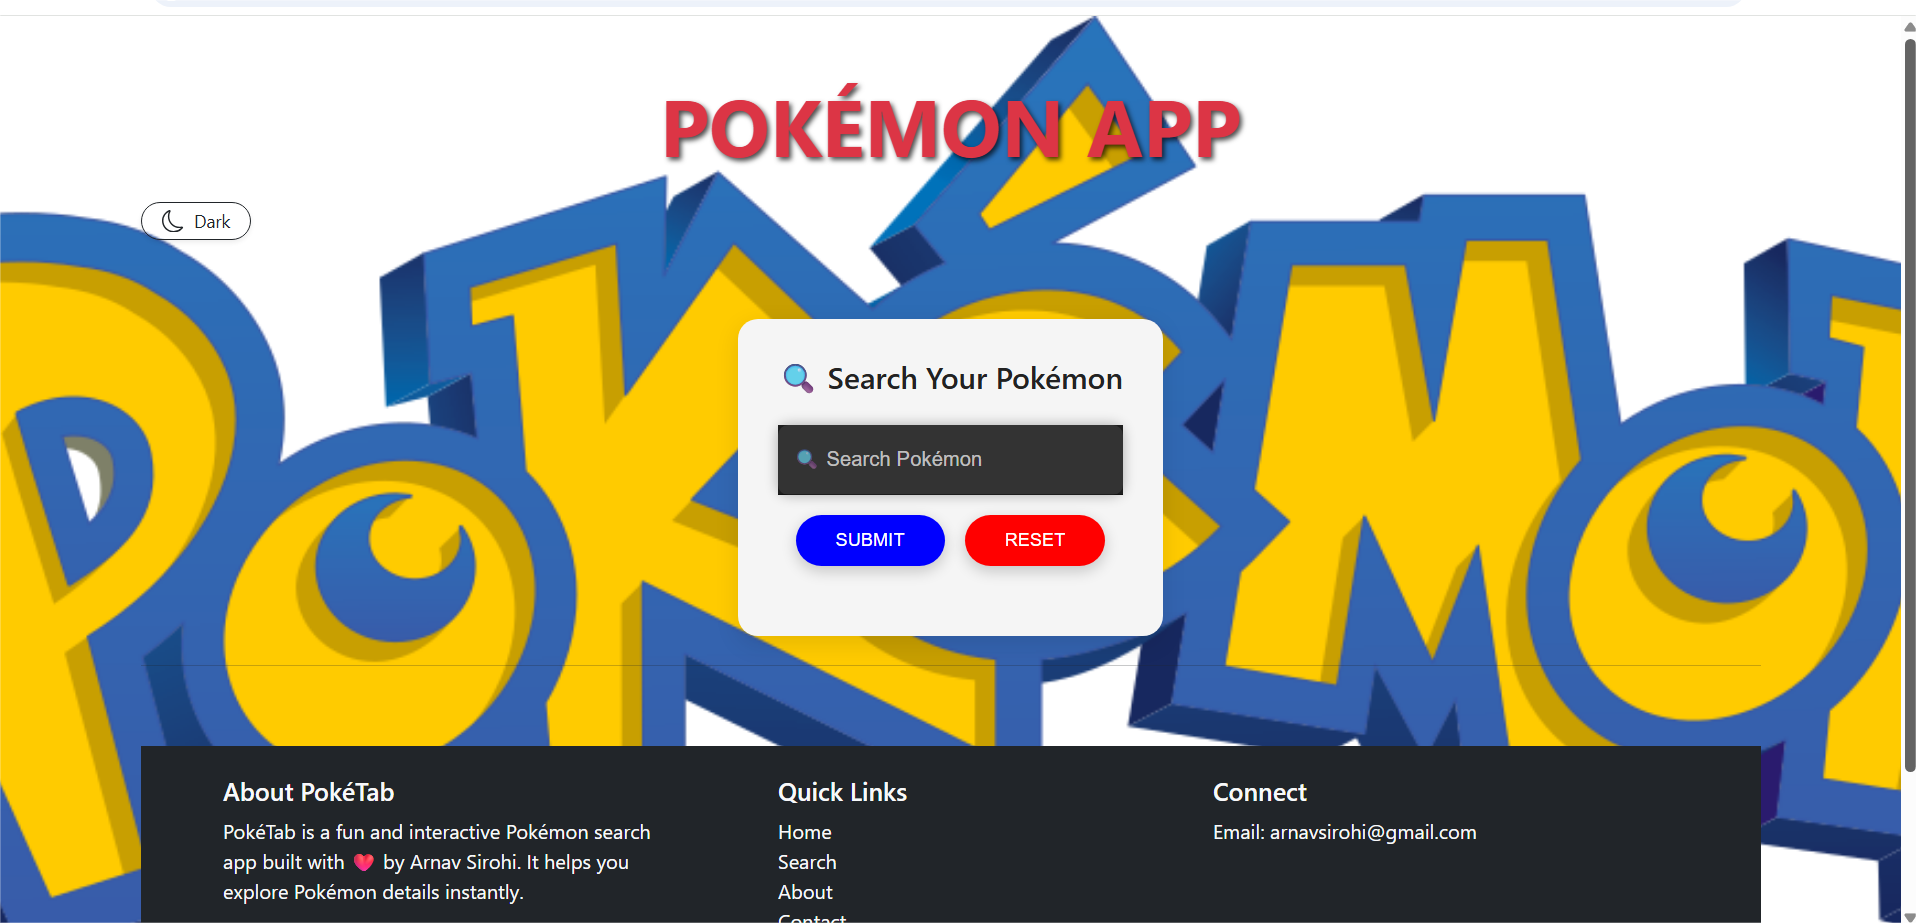 POKÉMON APP
Dark
POKÉMO
🔍 Search Your Pokémon
🔍 Search Pokémon
SUBMIT RESET
About PokéTab
PokéTab is a fun and interactive Pokémon search
app built with ❤️ by Arnav Sirohi. It helps you
explore Pokémon details instantly.
Quick Links
Home
Search
About
Contact
Connect
Email: arnavsirohi@gmail.com